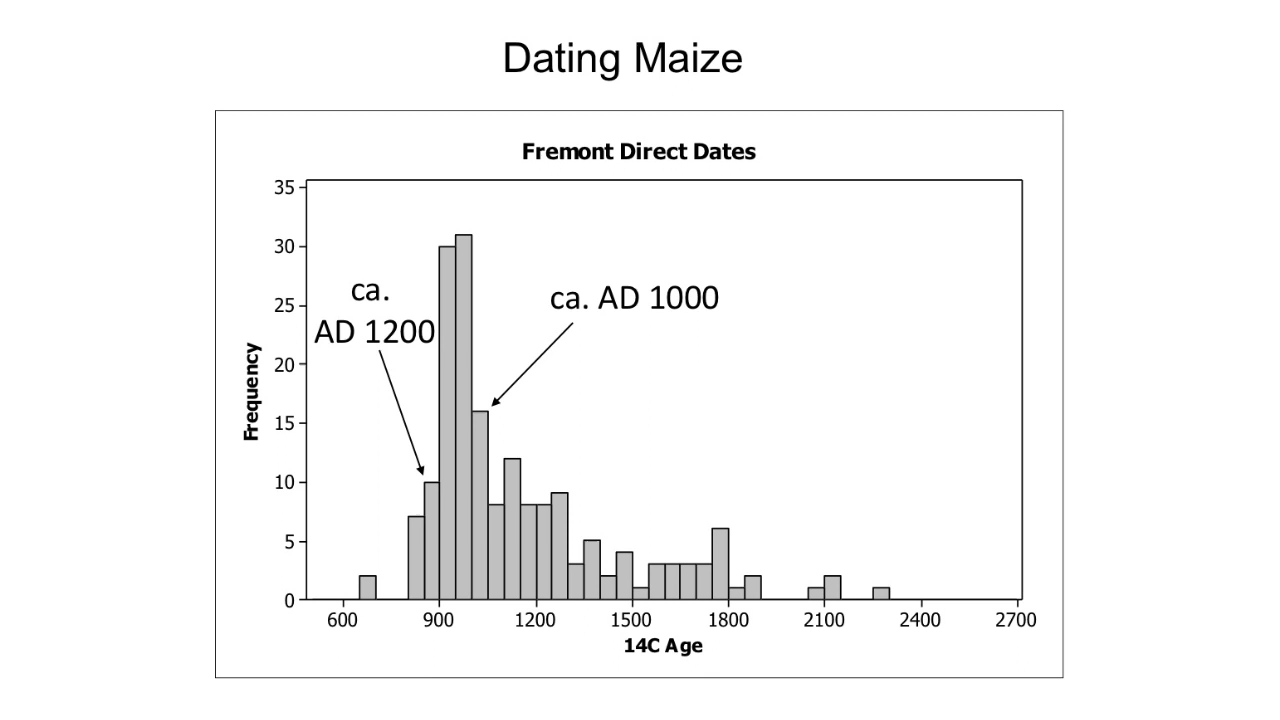 Dating Maize
Fremont Direct Dates
35
30
25
20
15
10
5
0
Frequency
ca.
AD 1200
ca. AD 1000
600 900 1200 1500 1800 2100 2400 2700
14C Age